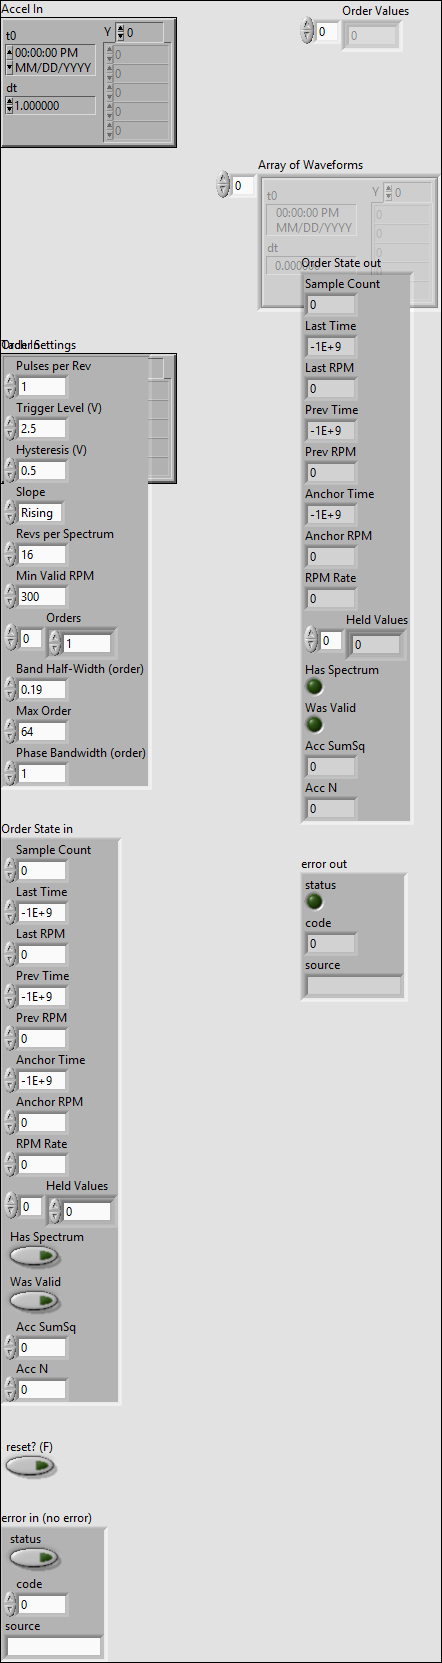 Accel In
t0
00:00:00 PM
MM/DD/YYYY
dt
1.000000
Y
0
0
0
0
0
0
Order Values
0
0
Array of Waveforms
0
t0
00:00:00 PM
MM/DD/YYYY
dt
Y
0
0
0
Order State out
Sample Count
0
Last Time
-1E+9
Last RPM
0
Prev Time
-1E+9
Prev RPM
0
Anchor Time
-1E+9
Anchor RPM
0
RPM Rate
0
Held Values
0
0
Has Spectrum
Was Valid
Acc SumSq
0
Acc N
0
Settings
Pulses per Rev
1
Trigger Level (V)
2.5
Hysteresis (V)
0.5
Slope
Rising
Revs per Spectrum
16
Min Valid RPM
300
Orders
0
1
Band Half-Width (order)
0.19
Max Order
64
Phase Bandwidth (order)
1
Order State in
Sample Count
0
Last Time
-1E+9
Last RPM
0
Prev Time
-1E+9
Prev RPM
0
Anchor Time
-1E+9
Anchor RPM
0
RPM Rate
0
Held Values
0
0
Has Spectrum
Was Valid
Acc SumSq
0
Acc N
0
error out
status
code
0
source
reset? (F)
error in (no error)
status
code
0
source